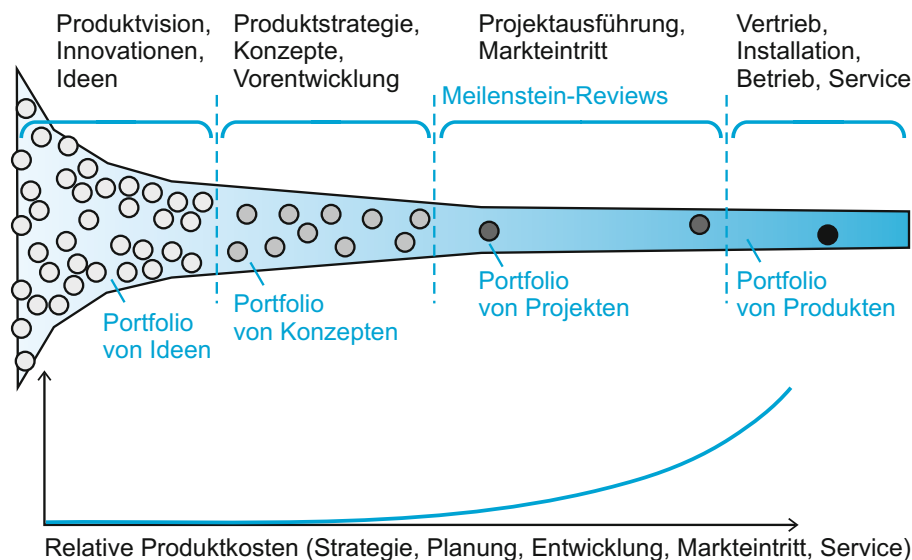 Produktvision,
Innovationen,
Ideen
Produktstrategie,
Konzepte,
Vorentwicklung
Projektausführung,
Markteintritt
Vertrieb,
Installation,
Betrieb, Service
Meilenstein-Reviews
Portfolio
von Ideen
Portfolio
von Konzepten
Portfolio
von Projekten
Portfolio
von Produkten
Relative Produktkosten (Strategie, Planung, Entwicklung, Markteintritt, Service)